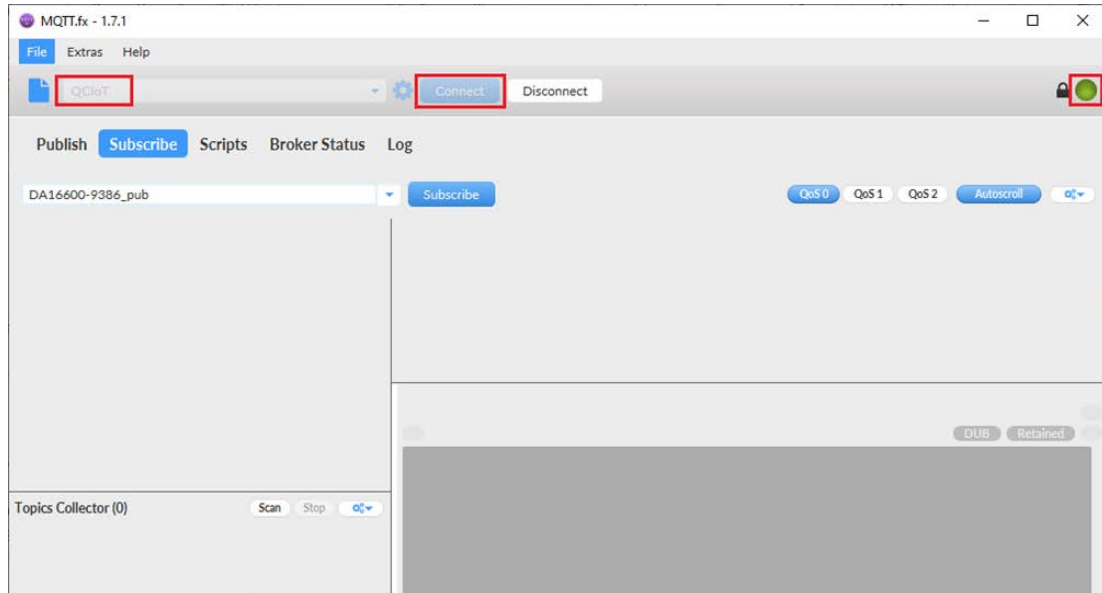 MQTT.fx - 1.7.1
File Extras Help
QCIoT Connect Disconnect
Publish Subscribe Scripts Broker Status Log
DA16600-9386_pub Subscribe QoS 0 QoS 1 QoS 2 Autoscroll
DUB Retained
Topics Collector (0) Scan Stop